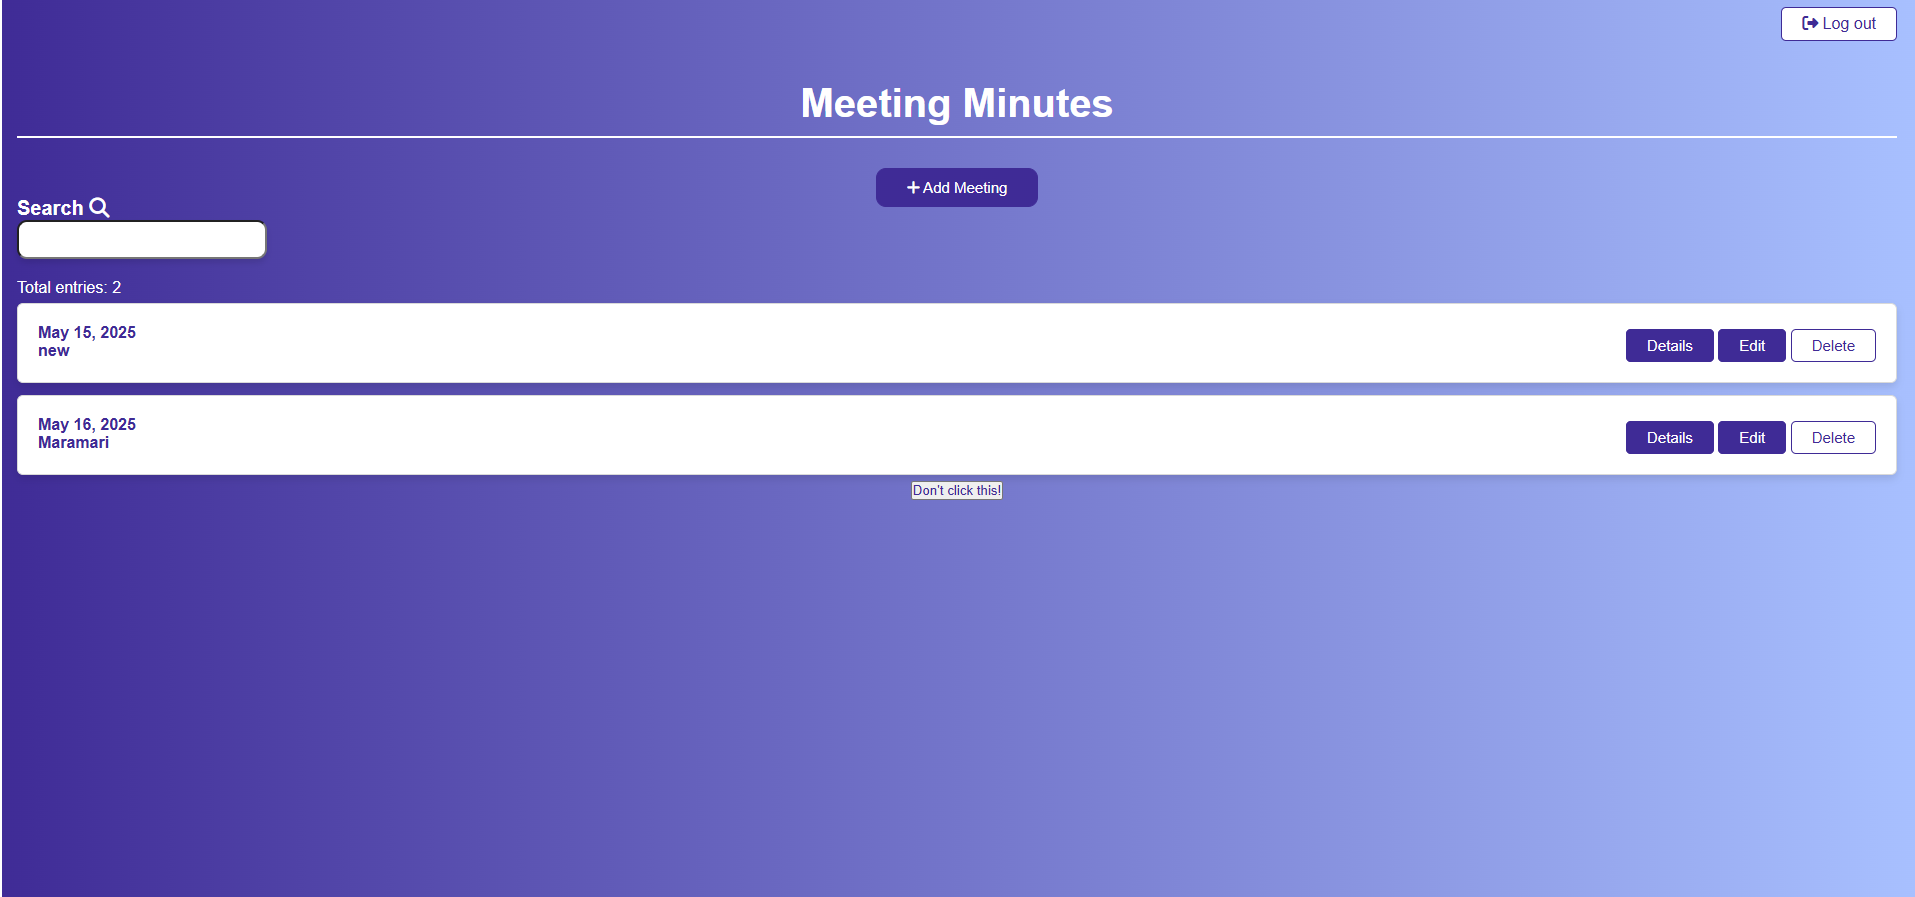 Log out
Meeting Minutes
Add Meeting
Search
Total entries: 2
May 15, 2025
new
Details Edit Delete
May 16, 2025
Maramari
Details Edit Delete
Don't click this!